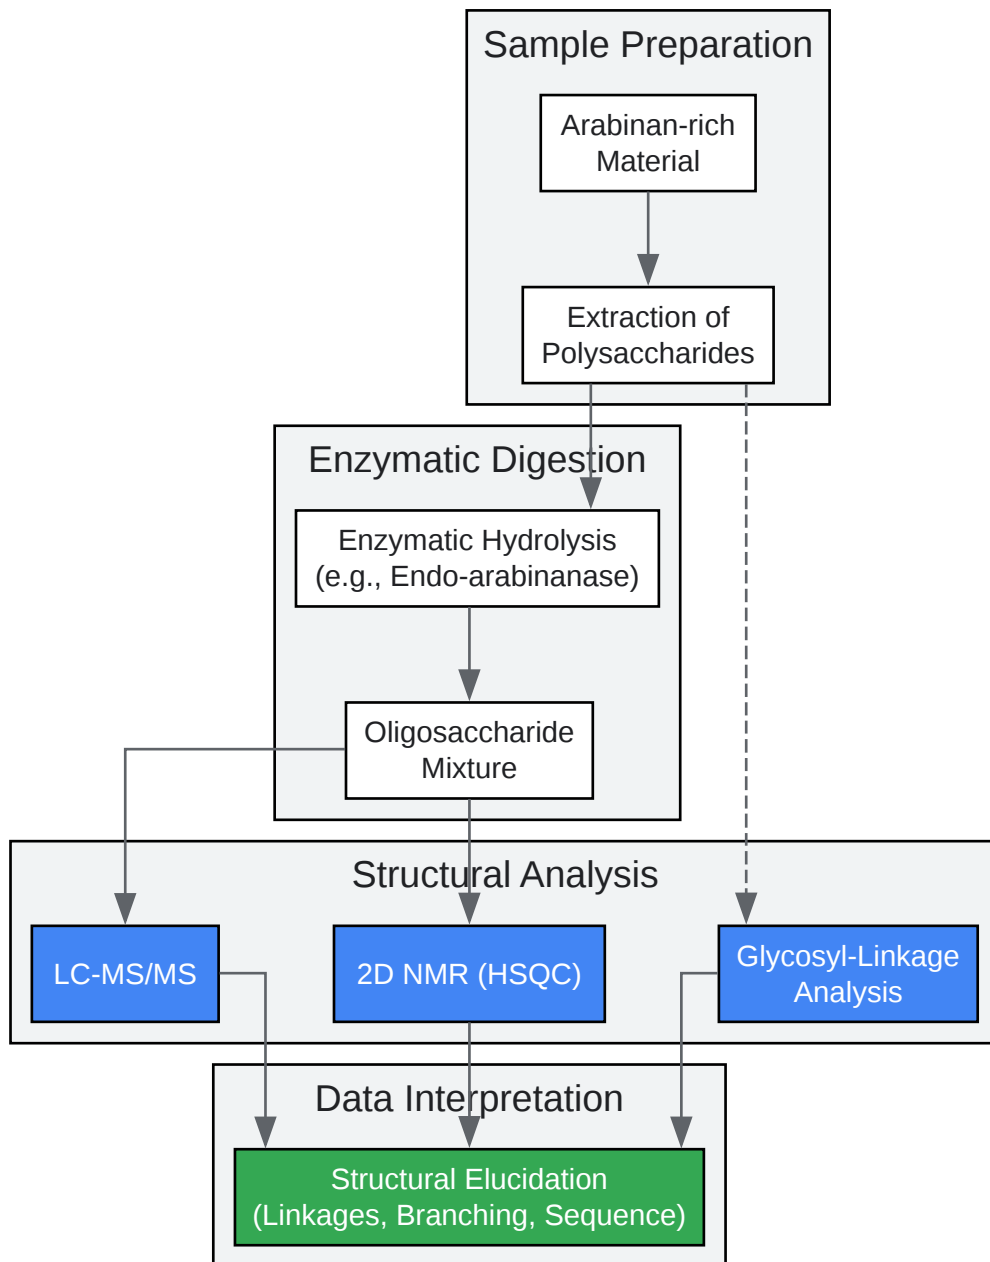 Sample Preparation
Arabinan-rich
Material
Extraction of
Polysaccharides
Enzymatic Digestion
Enzymatic Hydrolysis
(e.g., Endo-arabinanase)
Oligosaccharide
Mixture
Structural Analysis
LC-MS/MS
2D NMR (HSQC)
Glycosyl-Linkage
Analysis
Data Interpretation
Structural Elucidation
(Linkages, Branching, Sequence)